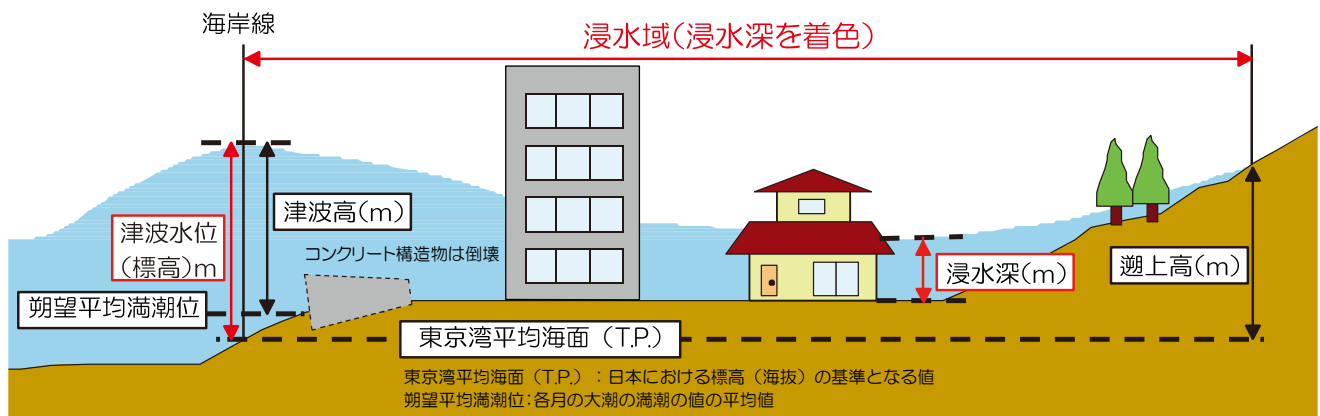 海岸線
浸水域(浸水深を着色)
津波高(m)
津波水位
(標高)m
コンクリート構造物は倒壊
浸水深(m)
遡上高(m)
朔望平均満潮位
東京湾平均海面（T.P.）
東京湾平均海面（T.P.）：日本における標高（海抜）の基準となる値
朔望平均満潮位：各月の大潮の満潮の値の平均値